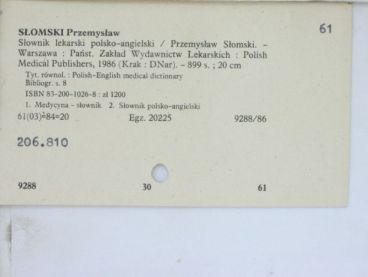 61
SŁOMSKI Przemysław
Słownik lekarski polsko-angielski / Przemysław Słomski. –
Warszawa : Państ. Zakład Wydawnictw Lekarskich : Polish
Medical Publishers, 1986 (Krak : DNar). – 899 s. ; 20 cm
Tyt. równol. : Polish-English medical dictionary
Bibliogr. s. 8
ISBN 83-200-1026-8 : zł 1200
1. Medycyna – słownik 2. Słownik polsko-angielski
61(03)=84=20 Egz. 20225 9288/86
206.810
9288 30 61